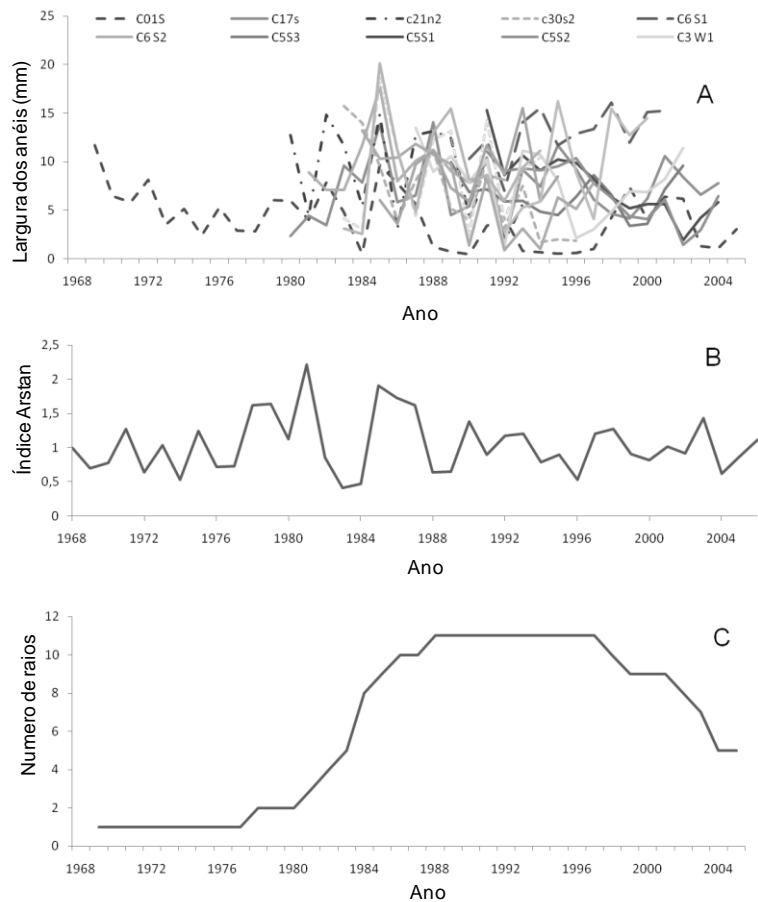 C01S C17s c21n2 c30s2 C6 S1
C6 S2 C5S3 C5S1 C5S2 C3 W1
A
Largura dos anéis (mm)
25
20
15
10
5
0
1968 1972 1976 1980 1984 1988 1992 1996 2000 2004
Ano
B
Índice Arstan
2,5
2
1,5
1
0,5
0
1968 1972 1976 1980 1984 1988 1992 1996 2000 2004
Ano
C
Numero de raios
12
10
8
6
4
2
0
1968 1972 1976 1980 1984 1988 1992 1996 2000 2004
Ano